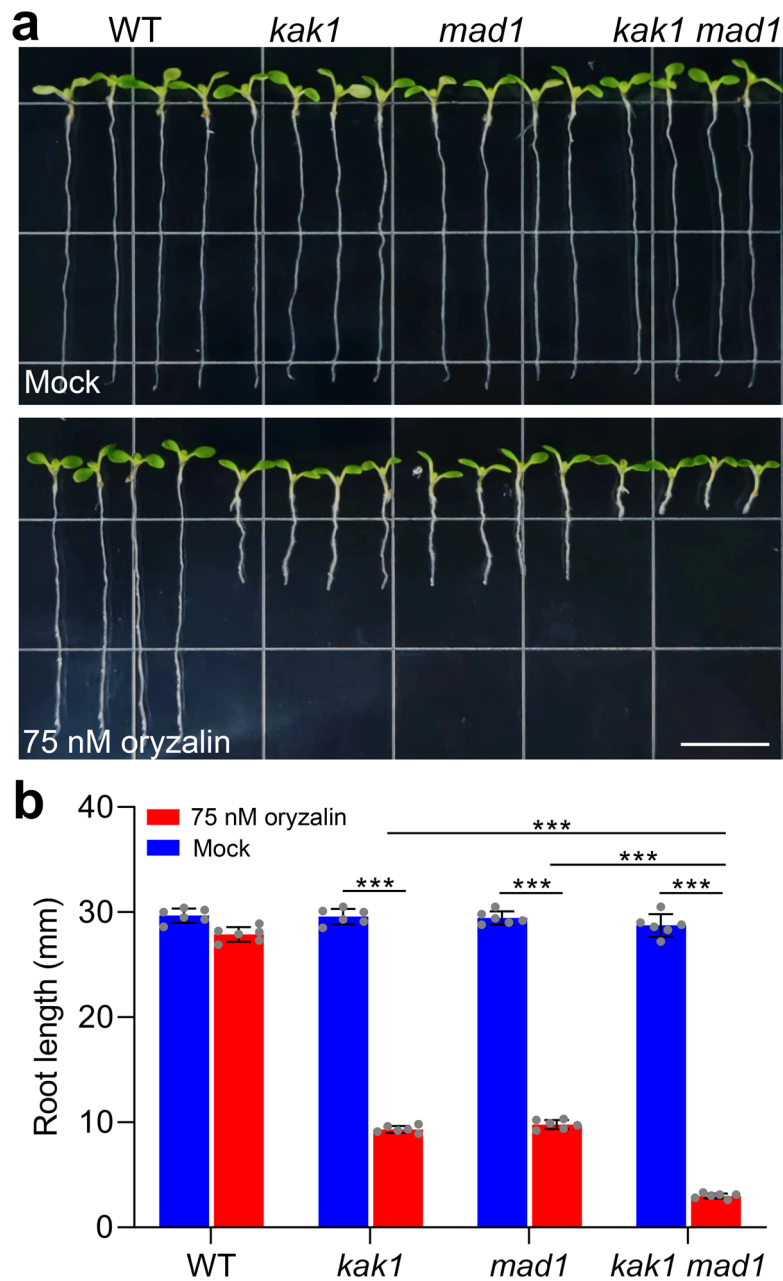 a
WT kak1 mad1 kak1 mad1
Mock
75 nM oryzalin
b
Root length (mm)
40
30
20
10
0
75 nM oryzalin
Mock
***
***
***
***
***
WT kak1 mad1 kak1 mad1